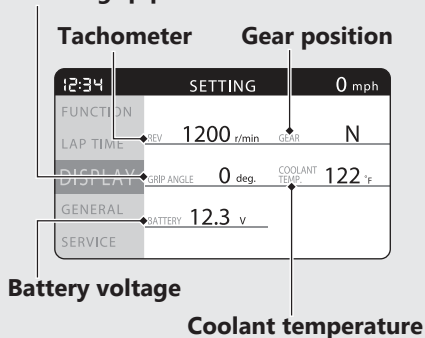 Tachometer
Gear position
12:34 SETTING 0 mph
FUNCTION
LAP TIME
DISPLAY
GENERAL
SERVICE
REV 1200 r/min GEAR N
GRIP ANGLE 0 deg. COOLANT TEMP. 122 °F
BATTERY 12.3 V
Battery voltage
Coolant temperature